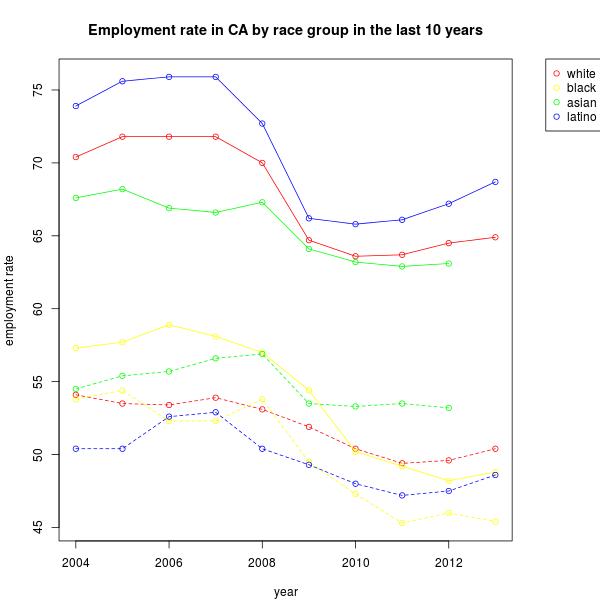 Employment rate in CA by race group in the last 10 years
white
black
asian
latino
employment rate
75
70
65
60
55
50
45
2004 2006 2008 2010 2012
year